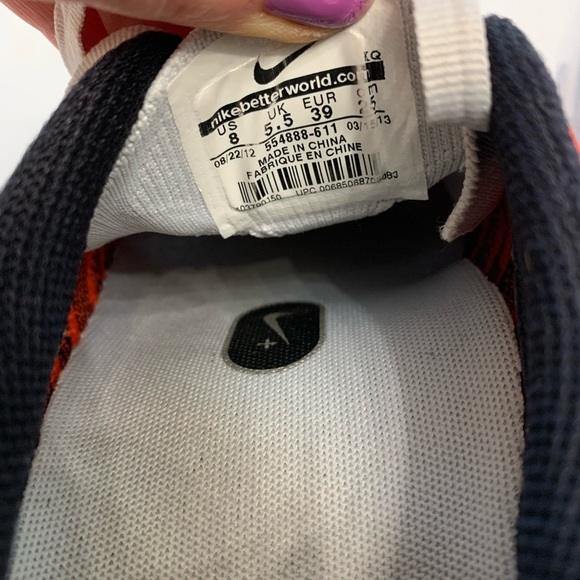 nikebetterworld.com
US UK EUR
8 5.5 39
08/22/12 554888-611 03/15/13
MADE IN CHINA
FABRIQUE EN CHINE
UPC
+